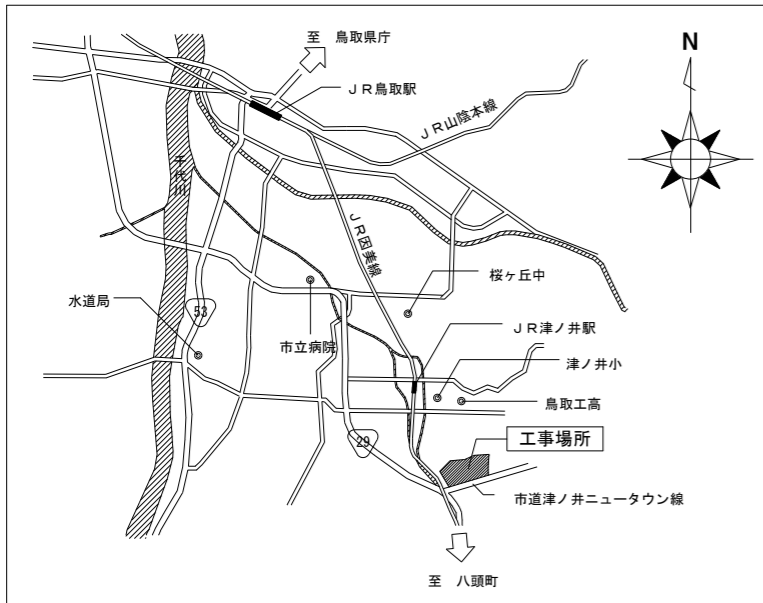 至　鳥取県庁
N
ＪＲ鳥取駅
ＪＲ山陰本線
千代川
ＪＲ因美線
桜ヶ丘中
水道局
53
市立病院
ＪＲ津ノ井駅
津ノ井小
鳥取工高
29
工事場所
市道津ノ井ニュータウン線
至　八頭町